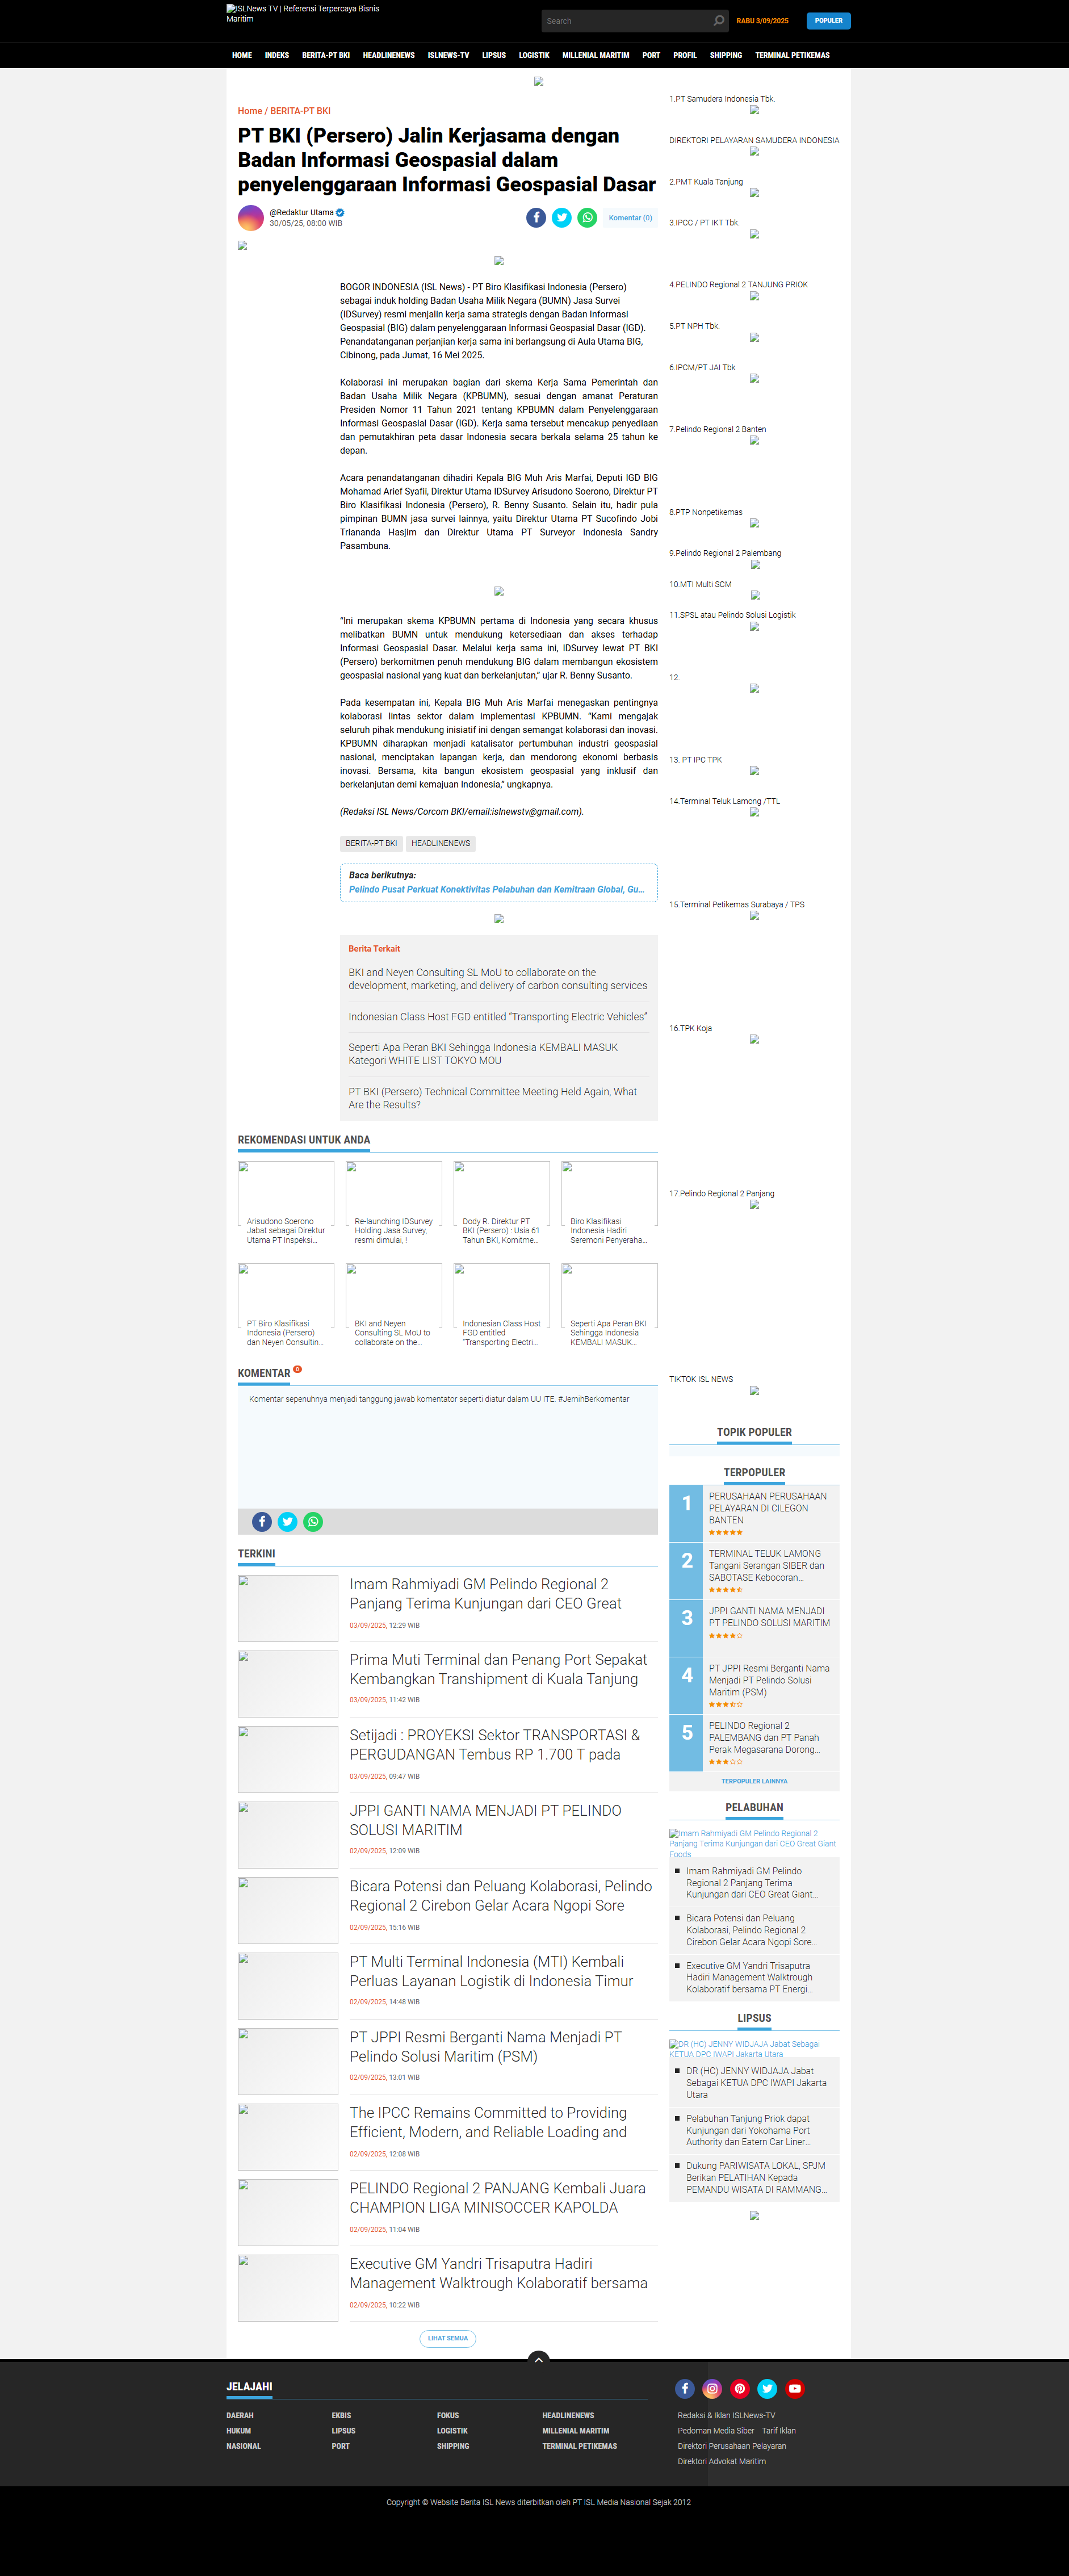 ISLNews TV | Referensi Terpercaya Bisnis
Maritim
Search
RABU 3/09/2025
POPULER
HOME INDEKS BERITA-PT BKI HEADLINENEWS ISLNEWS-TV LIPSUS LOGISTIK MILLENIAL MARITIM PORT PROFIL SHIPPING TERMINAL PETIKEMAS
Home / BERITA-PT BKI
PT BKI (Persero) Jalin Kerjasama dengan
Badan Informasi Geospasial dalam
penyelenggaraan Informasi Geospasial Dasar
@Redaktur Utama
30/05/25, 08:00 WIB
Komentar (0)
BOGOR INDONESIA (ISL News) - PT Biro Klasifikasi Indonesia (Persero)
sebagai induk holding Badan Usaha Milik Negara (BUMN) Jasa Survei
(IDSurvey) resmi menjalin kerja sama strategis dengan Badan Informasi
Geospasial (BIG) dalam penyelenggaraan Informasi Geospasial Dasar (IGD).
Penandatanganan perjanjian kerja sama ini berlangsung di Aula Utama BIG,
Cibinong, pada Jumat, 16 Mei 2025.
Kolaborasi ini merupakan bagian dari skema Kerja Sama Pemerintah dan
Badan Usaha Milik Negara (KPBUMN), sesuai dengan amanat Peraturan
Presiden Nomor 11 Tahun 2021 tentang KPBUMN dalam Penyelenggaraan
Informasi Geospasial Dasar (IGD). Kerja sama tersebut mencakup penyediaan
dan pemutakhiran peta dasar Indonesia secara berkala selama 25 tahun ke
depan.
Acara penandatanganan dihadiri Kepala BIG Muh Aris Marfai, Deputi IGD BIG
Mohamad Arief Syafii, Direktur Utama IDSurvey Arisudono Soerono, Direktur PT
Biro Klasifikasi Indonesia (Persero), R. Benny Susanto. Selain itu, hadir pula
pimpinan BUMN jasa survei lainnya, yaitu Direktur Utama PT Sucofindo Jobi
Triananda Hasjim dan Direktur Utama PT Surveyor Indonesia Sandry
Pasambuna.
"Ini merupakan skema KPBUMN pertama di Indonesia yang secara khusus
melibatkan BUMN untuk mendukung ketersediaan dan akses terhadap
Informasi Geospasial Dasar. Melalui kerja sama ini, IDSurvey lewat PT BKI
(Persero) berkomitmen penuh mendukung BIG dalam membangun ekosistem
geospasial nasional yang kuat dan berkelanjutan," ujar R. Benny Susanto.
Pada kesempatan ini, Kepala BIG Muh Aris Marfai menegaskan pentingnya
kolaborasi lintas sektor dalam implementasi KPBUMN. "Kami mengajak
seluruh pihak mendukung inisiatif ini dengan semangat kolaborasi dan inovasi.
KPBUMN diharapkan menjadi katalisator pertumbuhan industri geospasial
nasional, menciptakan lapangan kerja, dan mendorong ekonomi berbasis
inovasi. Bersama, kita bangun ekosistem geospasial yang inklusif dan
berkelanjutan demi kemajuan Indonesia," ungkapnya.
(Redaksi ISL News/Corcom BKI/email:islnewstv@gmail.com).
BERITA-PT BKI HEADLINENEWS
Baca berikutnya:
Pelindo Pusat Perkuat Konektivitas Pelabuhan dan Kemitraan Global, Gu...
Berita Terkait
BKI and Neyen Consulting SL MoU to collaborate on the
development, marketing, and delivery of carbon consulting services
Indonesian Class Host FGD entitled "Transporting Electric Vehicles"
Seperti Apa Peran BKI Sehingga Indonesia KEMBALI MASUK
Kategori WHITE LIST TOKYO MOU
PT BKI (Persero) Technical Committee Meeting Held Again, What
Are the Results?
REKOMENDASI UNTUK ANDA
Arisudono Soerono
Jabat sebagai Direktur
Utama PT Inspeksi...
Re-launching IDSurvey
Holding Jasa Survey,
resmi dimulai, !
Dody R. Direktur PT
BKI (Persero) : Usia 61
Tahun BKI, Komitme...
Biro Klasifikasi
Indonesia Hadiri
Seremoni Penyeraha...
PT Biro Klasifikasi
Indonesia (Persero)
dan Neyen Consultin...
BKI and Neyen
Consulting SL MoU to
collaborate on the...
Indonesian Class Host
FGD entitled
"Transporting Electri...
Seperti Apa Peran BKI
Sehingga Indonesia
KEMBALI MASUK...
KOMENTAR 0
Komentar sepenuhnya menjadi tanggung jawab komentator seperti diatur dalam UU ITE. #JernihBerkomentar
TERKINI
Imam Rahmiyadi GM Pelindo Regional 2
Panjang Terima Kunjungan dari CEO Great
03/09/2025, 12:29 WIB
Prima Muti Terminal dan Penang Port Sepakat
Kembangkan Transhipment di Kuala Tanjung
03/09/2025, 11:42 WIB
Setijadi : PROYEKSI Sektor TRANSPORTASI &
PERGUDANGAN Tembus RP 1.700 T pada
03/09/2025, 09:47 WIB
JPPI GANTI NAMA MENJADI PT PELINDO
SOLUSI MARITIM
02/09/2025, 12:09 WIB
Bicara Potensi dan Peluang Kolaborasi, Pelindo
Regional 2 Cirebon Gelar Acara Ngopi Sore
02/09/2025, 15:16 WIB
PT Multi Terminal Indonesia (MTI) Kembali
Perluas Layanan Logistik di Indonesia Timur
02/09/2025, 14:48 WIB
PT JPPI Resmi Berganti Nama Menjadi PT
Pelindo Solusi Maritim (PSM)
02/09/2025, 13:01 WIB
The IPCC Remains Committed to Providing
Efficient, Modern, and Reliable Loading and
02/09/2025, 12:08 WIB
PELINDO Regional 2 PANJANG Kembali Juara
CHAMPION LIGA MINISOCCER KAPOLDA
02/09/2025, 11:04 WIB
Executive GM Yandri Trisaputra Hadiri
Management Walktrough Kolaboratif bersama
02/09/2025, 10:22 WIB
LIHAT SEMUA
1.PT Samudera Indonesia Tbk.
DIREKTORI PELAYARAN SAMUDERA INDONESIA
2.PMT Kuala Tanjung
3.IPCC / PT IKT Tbk.
4.PELINDO Regional 2 TANJUNG PRIOK
5.PT NPH Tbk.
6.IPCM/PT JAI Tbk
7.Pelindo Regional 2 Banten
8.PTP Nonpetikemas
9.Pelindo Regional 2 Palembang
10.MTI Multi SCM
11.SPSL atau Pelindo Solusi Logistik
12.
13. PT IPC TPK
14.Terminal Teluk Lamong /TTL
15.Terminal Petikemas Surabaya / TPS
16.TPK Koja
17.Pelindo Regional 2 Panjang
TIKTOK ISL NEWS
TOPIK POPULER
TERPOPULER
1
PERUSAHAAN PERUSAHAAN
PELAYARAN DI CILEGON
BANTEN
2
TERMINAL TELUK LAMONG
Tangani Serangan SIBER dan
SABOTASE Kebocoran...
3
JPPI GANTI NAMA MENJADI
PT PELINDO SOLUSI MARITIM
4
PT JPPI Resmi Berganti Nama
Menjadi PT Pelindo Solusi
Maritim (PSM)
5
PELINDO Regional 2
PALEMBANG dan PT Panah
Perak Megasarana Dorong...
TERPOPULER LAINNYA
PELABUHAN
Imam Rahmiyadi GM Pelindo Regional 2
Panjang Terima Kunjungan dari CEO Great Giant
Foods
Imam Rahmiyadi GM Pelindo
Regional 2 Panjang Terima
Kunjungan dari CEO Great Giant...
Bicara Potensi dan Peluang
Kolaborasi, Pelindo Regional 2
Cirebon Gelar Acara Ngopi Sore...
Executive GM Yandri Trisaputra
Hadiri Management Walktrough
Kolaboratif bersama PT Energi...
LIPSUS
DR (HC) JENNY WIDJAJA Jabat Sebagai
KETUA DPC IWAPI Jakarta Utara
DR (HC) JENNY WIDJAJA Jabat
Sebagai KETUA DPC IWAPI Jakarta
Utara
Pelabuhan Tanjung Priok dapat
Kunjungan dari Yokohama Port
Authority dan Eatern Car Liner...
Dukung PARIWISATA LOKAL, SPJM
Berikan PELATIHAN Kepada
PEMANDU WISATA DI RAMMANG...
JELAJAHI
DAERAH EKBIS FOKUS HEADLINENEWS
HUKUM LIPSUS LOGISTIK MILLENIAL MARITIM
NASIONAL PORT SHIPPING TERMINAL PETIKEMAS
Redaksi & Iklan ISLNews-TV
Pedoman Media Siber Tarif Iklan
Direktori Perusahaan Pelayaran
Direktori Advokat Maritim
Copyright © Website Berita ISL News diterbitkan oleh PT ISL Media Nasional Sejak 2012